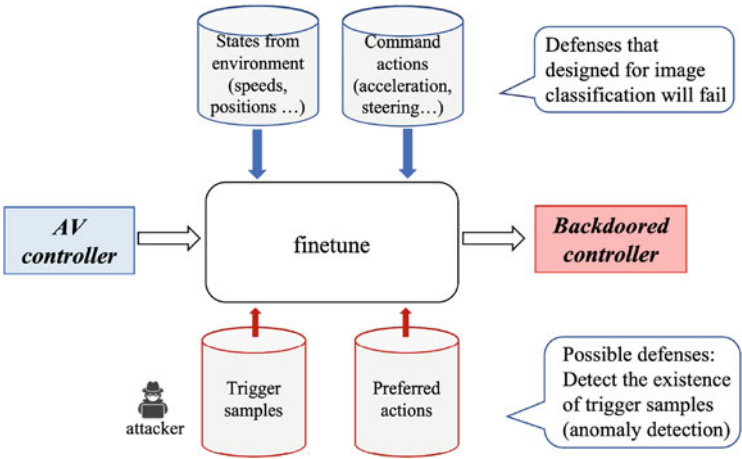 States from
environment
(speeds,
positions ...)
Command
actions
(acceleration,
steering...)
Defenses that
designed for image
classification will fail
AV
controller
finetune
Backdoored
controller
Trigger
samples
Preferred
actions
attacker
Possible defenses:
Detect the existence
of trigger samples
(anomaly detection)